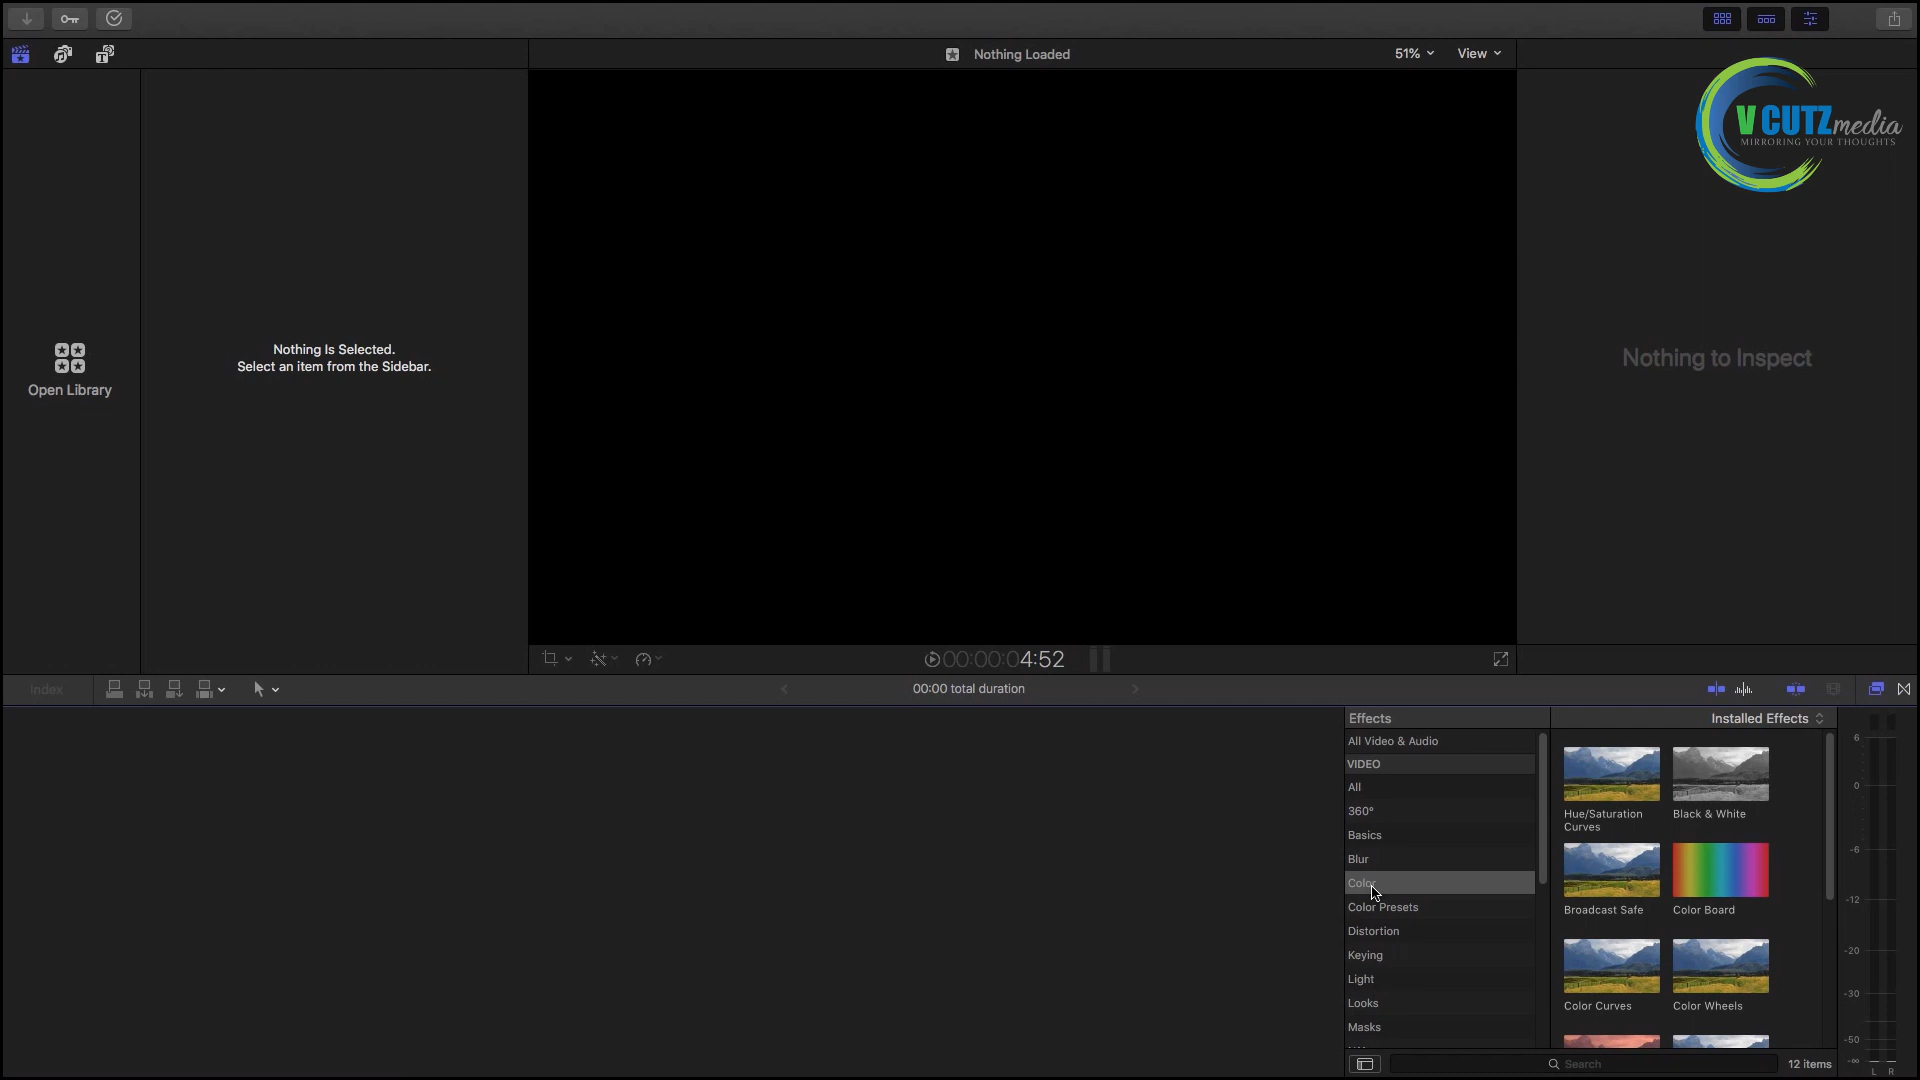 Nothing Loaded
51%
View
V CUTZmedia
MIRRORING YOUR THOUGHTS
Nothing Is Selected.
Select an item from the Sidebar.
Open Library
Nothing to Inspect
00:00:04:52
Index
00:00 total duration
Effects
Installed Effects
All Video & Audio
VIDEO
All
360°
Basics
Blur
Color
Color Presets
Distortion
Keying
Light
Looks
Masks
Hue/Saturation
Curves
Black & White
Broadcast Safe
Color Board
Color Curves
Color Wheels
Search
12 items
6
0
-6
-12
-20
-30
-50
-∞
L R